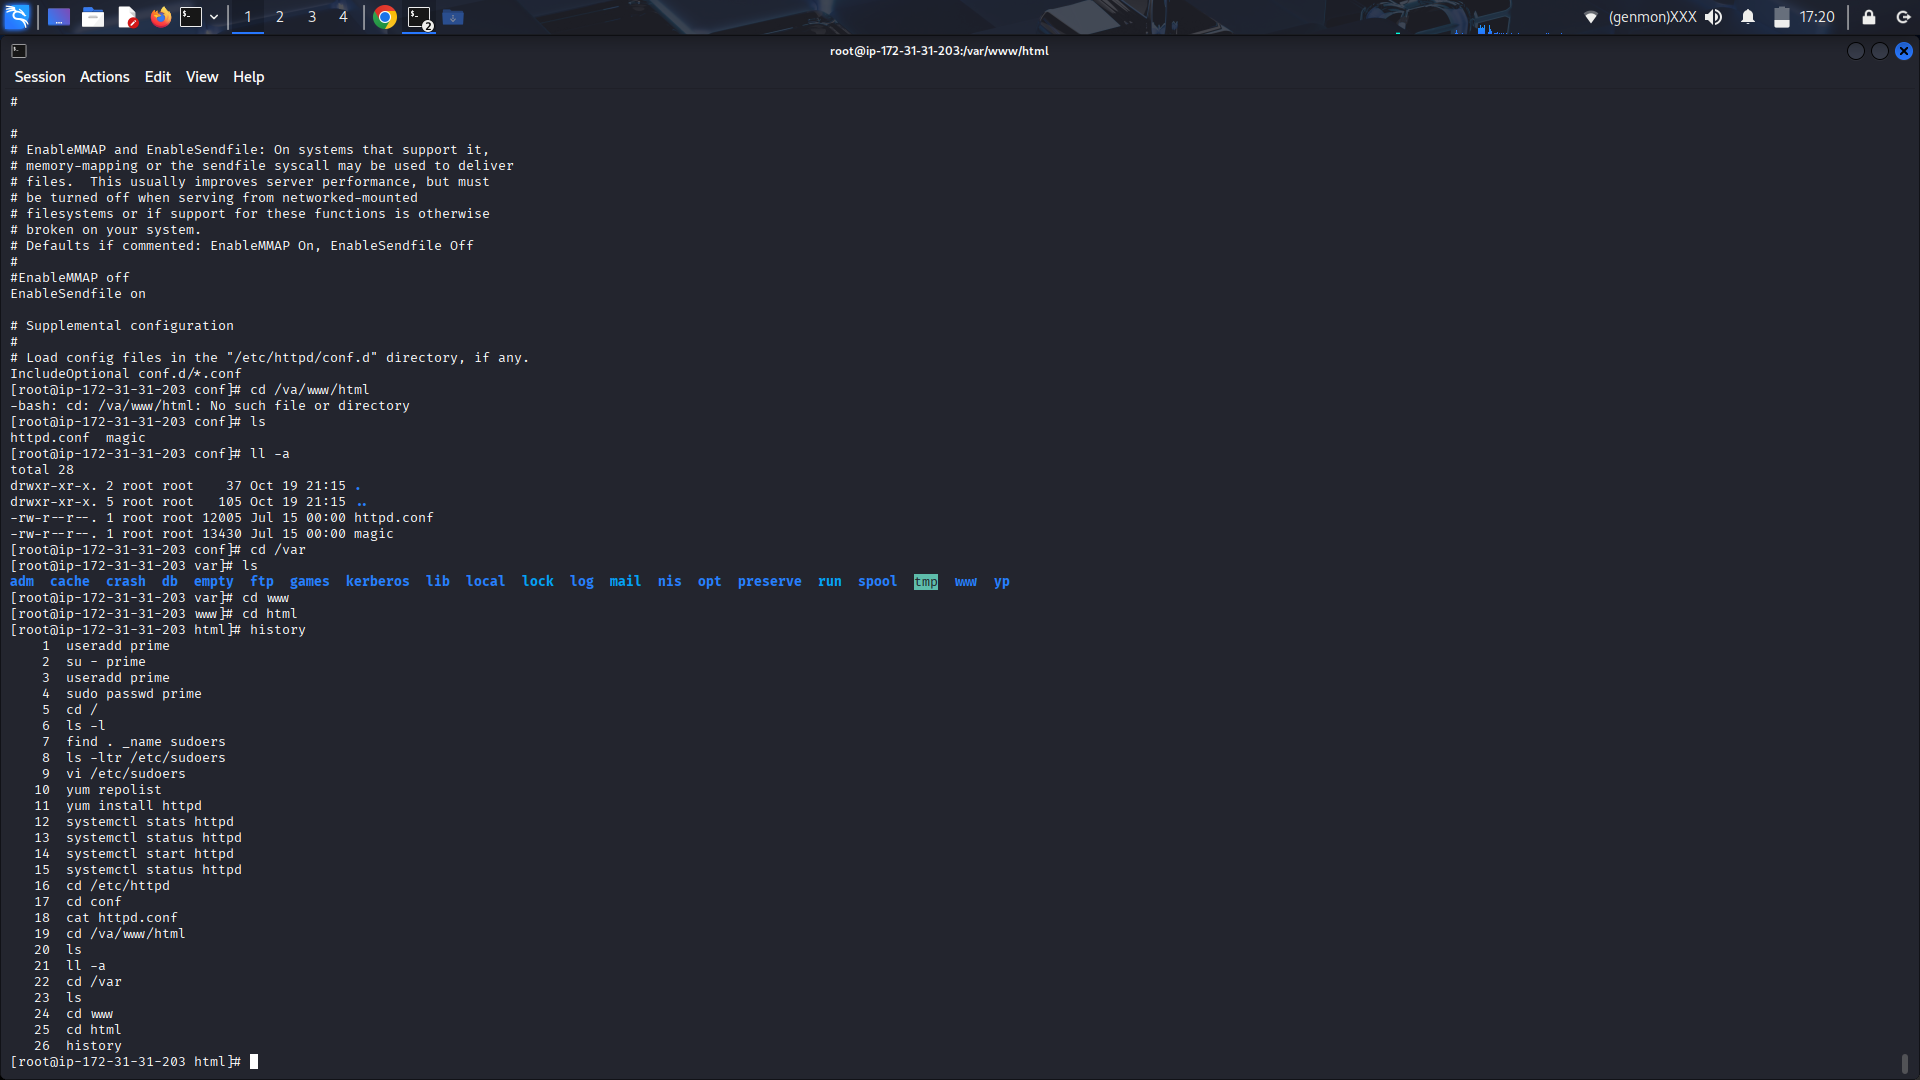 1 2 3 4 2 (genmon)XXX 17:20
root@ip-172-31-31-203:/var/www/html
Session Actions Edit View Help
#
#
# EnableMMAP and EnableSendfile: On systems that support it,
# memory-mapping or the sendfile syscall may be used to deliver
# files.  This usually improves server performance, but must
# be turned off when serving from networked-mounted
# filesystems or if support for these functions is otherwise
# broken on your system.
# Defaults if commented: EnableMMAP On, EnableSendfile Off
#
#EnableMMAP off
EnableSendfile on
# Supplemental configuration
#
# Load config files in the "/etc/httpd/conf.d" directory, if any.
IncludeOptional conf.d/*.conf
[root@ip-172-31-31-203 conf]# cd /va/www/html
-bash: cd: /va/www/html: No such file or directory
[root@ip-172-31-31-203 conf]# ls
httpd.conf  magic
[root@ip-172-31-31-203 conf]# ll -a
total 28
drwxr-xr-x. 2 root root    37 Oct 19 21:15 .
drwxr-xr-x. 5 root root   105 Oct 19 21:15 ..
-rw-r--r--. 1 root root 12005 Jul 15 00:00 httpd.conf
-rw-r--r--. 1 root root 13430 Jul 15 00:00 magic
[root@ip-172-31-31-203 conf]# cd /var
[root@ip-172-31-31-203 var]# ls
adm  cache  crash  db  empty  ftp  games  kerberos  lib  local  lock  log  mail  nis  opt  preserve  run  spool  tmp  www  yp
[root@ip-172-31-31-203 var]# cd www
[root@ip-172-31-31-203 www]# cd html
[root@ip-172-31-31-203 html]# history
1  useradd prime
2  su - prime
3  useradd prime
4  sudo passwd prime
5  cd /
6  ls -l
7  find . _name sudoers
8  ls -ltr /etc/sudoers
9  vi /etc/sudoers
10  yum repolist
11  yum install httpd
12  systemctl stats httpd
13  systemctl status httpd
14  systemctl start httpd
15  systemctl status httpd
16  cd /etc/httpd
17  cd conf
18  cat httpd.conf
19  cd /va/www/html
20  ls
21  ll -a
22  cd /var
23  ls
24  cd www
25  cd html
26  history
[root@ip-172-31-31-203 html]#